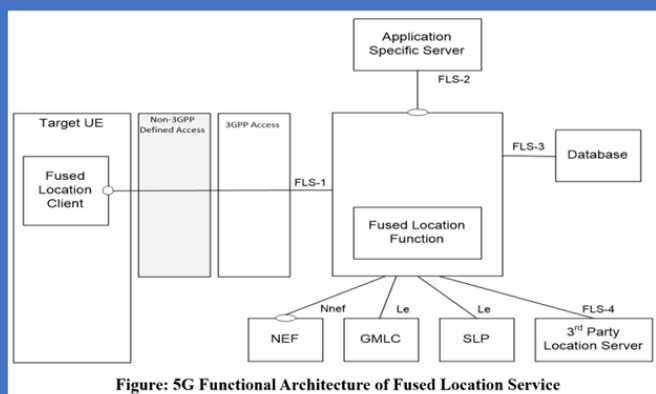 Application
Specific Server
FLS-2
Target UE
Non-3GPP
Defined Access
3GPP Access
FLS-3
Database
Fused
Location
Client
FLS-1
Fused Location
Function
Nnef
Le
Le
FLS-4
NEF
GMLC
SLP
3rd Party
Location Server
Figure: 5G Functional Architecture of Fused Location Service